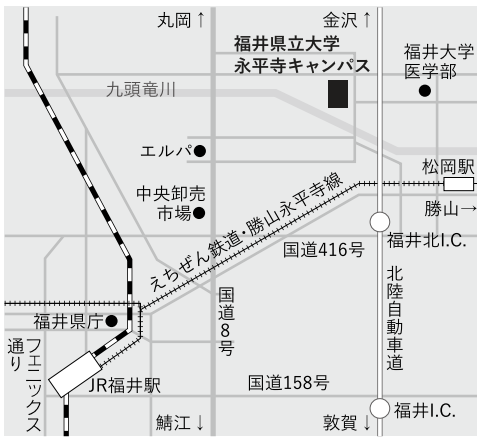 丸岡↑
金沢↑
福井県立大学
永平寺キャンパス
福井大学
医学部
九頭竜川
エルパ
松岡駅
中央卸売
市場
勝山→
えちぜん鉄道・勝山永平寺線
福井北I.C.
国道416号
北陸自動車道
国道8号
福井県庁
フェニックス
通り
JR福井駅
国道158号
福井I.C.
鯖江↓
敦賀↓